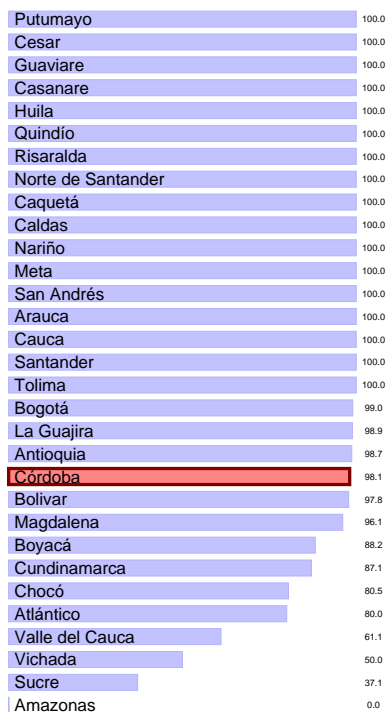 Putumayo 100.0
Cesar 100.0
Guaviare 100.0
Casanare 100.0
Huila 100.0
Quindío 100.0
Risaralda 100.0
Norte de Santander 100.0
Caquetá 100.0
Caldas 100.0
Nariño 100.0
Meta 100.0
San Andrés 100.0
Arauca 100.0
Cauca 100.0
Santander 100.0
Tolima 100.0
Bogotá 99.0
La Guajira 98.9
Antioquia 98.7
Córdoba 98.1
Bolivar 97.8
Magdalena 96.1
Boyacá 88.2
Cundinamarca 87.1
Chocó 80.5
Atlántico 80.0
Valle del Cauca 61.1
Vichada 50.0
Sucre 37.1
Amazonas 0.0